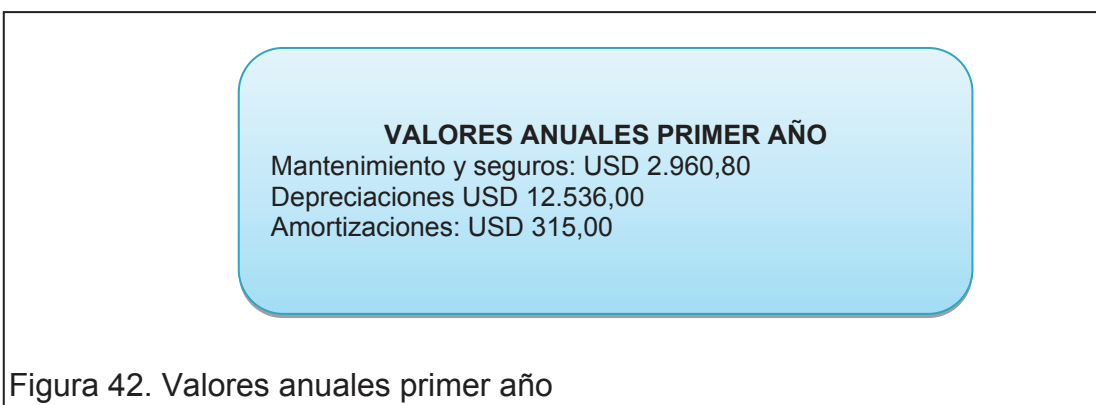 VALORES ANUALES PRIMER AÑO
Mantenimiento y seguros: USD 2.960,80
Depreciaciones USD 12.536,00
Amortizaciones: USD 315,00
Figura 42. Valores anuales primer año